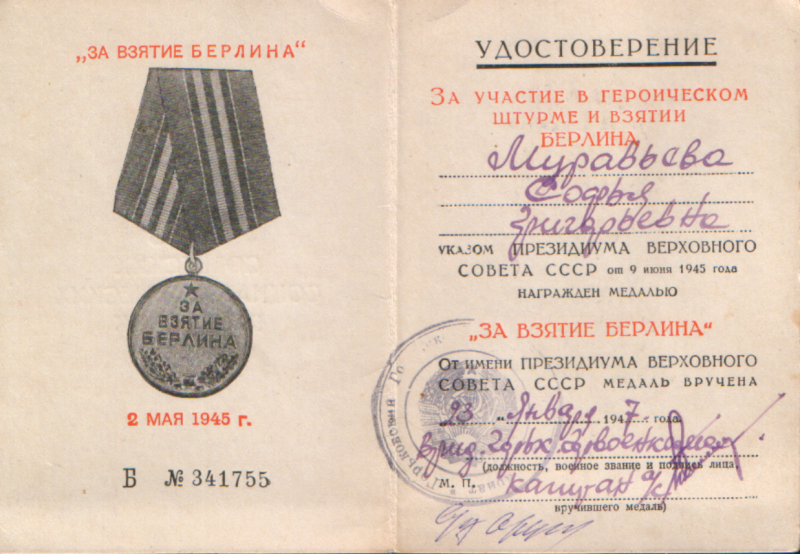 „ЗА ВЗЯТИЕ БЕРЛИНА“
ЗА
ВЗЯТИЕ
БЕРЛИНА
2 МАЯ 1945 г.
Б № 341755
УДОСТОВЕРЕНИЕ
ЗА УЧАСТИЕ В ГЕРОИЧЕСКОМ
ШТУРМЕ И ВЗЯТИИ
БЕРЛИНА
Муравьева
Софья
Григорьевна
УКАЗОМ ПРЕЗИДИУМА ВЕРХОВНОГО
СОВЕТА СССР от 9 июня 1945 года
НАГРАЖДЕН МЕДАЛЬЮ
„ЗА ВЗЯТИЕ БЕРЛИНА“
ОТ ИМЕНИ ПРЕЗИДИУМА ВЕРХОВНОГО
СОВЕТА СССР МЕДАЛЬ ВРУЧЕНА
„23 „ Января 1947 года
(должность, военное звание и подпись лица,
М. П. капитан
вручившего медаль)